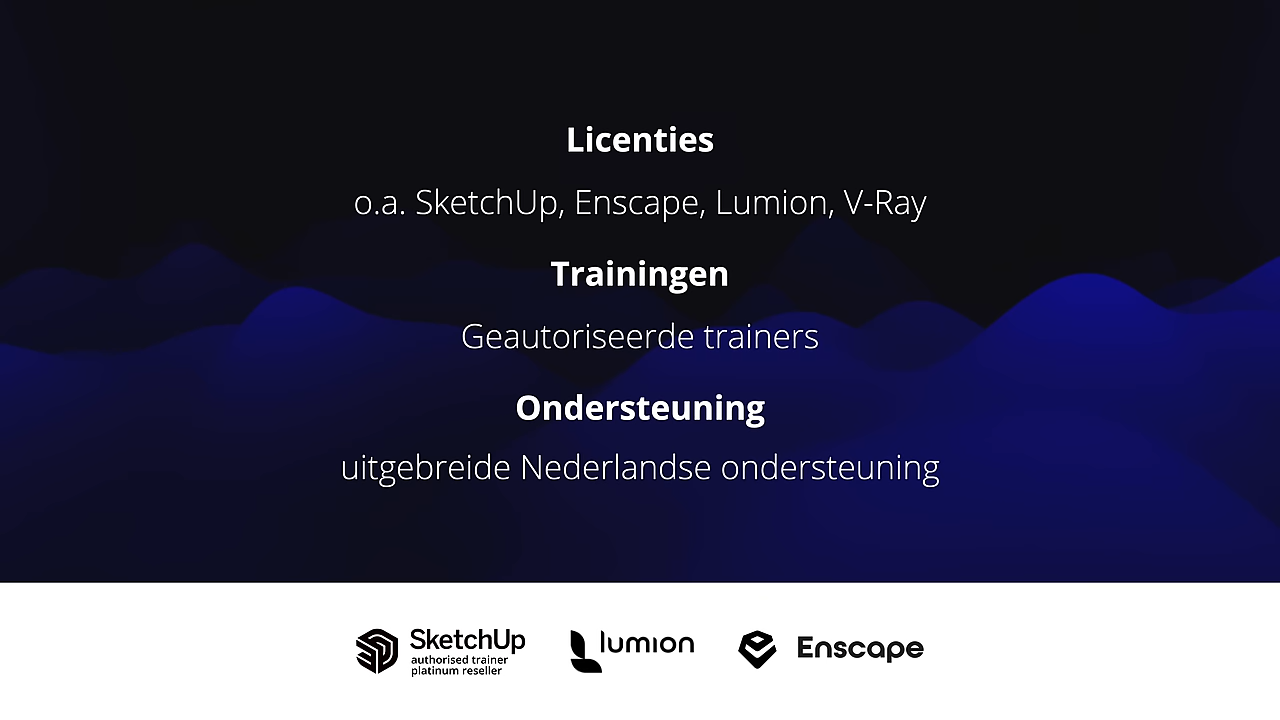 Licenties
o.a. SketchUp, Enscape, Lumion, V-Ray
Trainingen
Geautoriseerde trainers
Ondersteuning
uitgebreide Nederlandse ondersteuning
SketchUp
authorised trainer
platinum reseller
lumion
Enscape